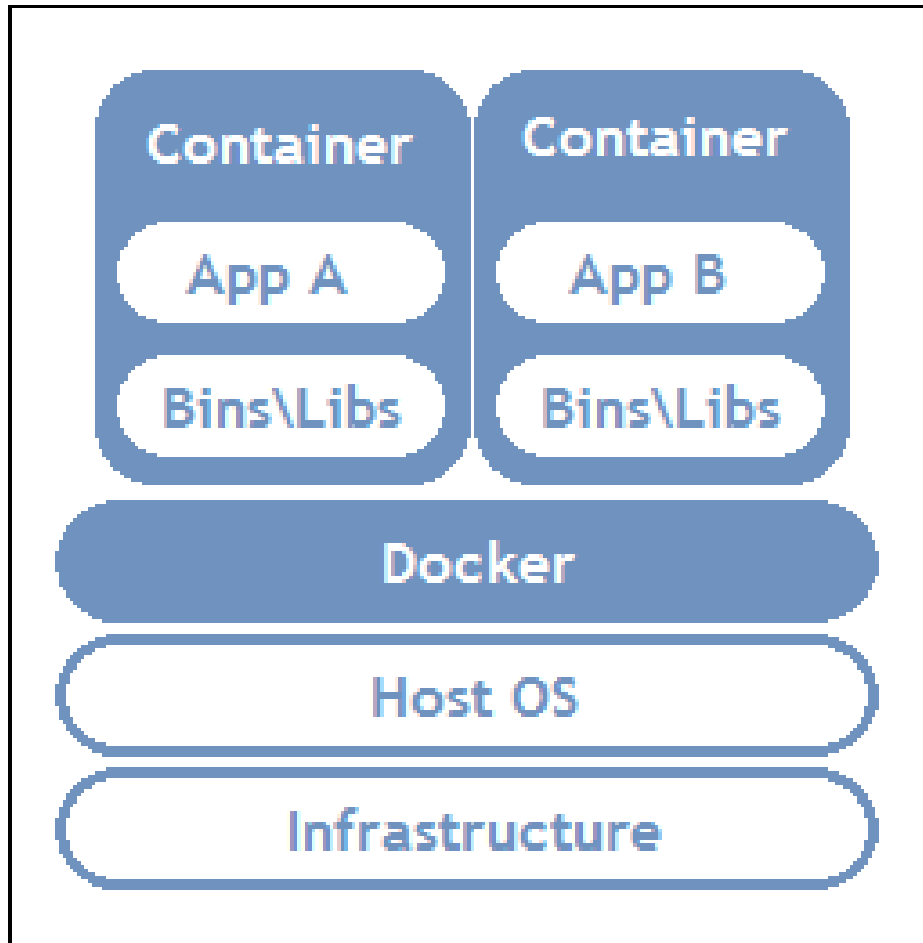 Container
App A
Bins\Libs
Container
App B
Bins\Libs
Docker
Host OS
Infrastructure